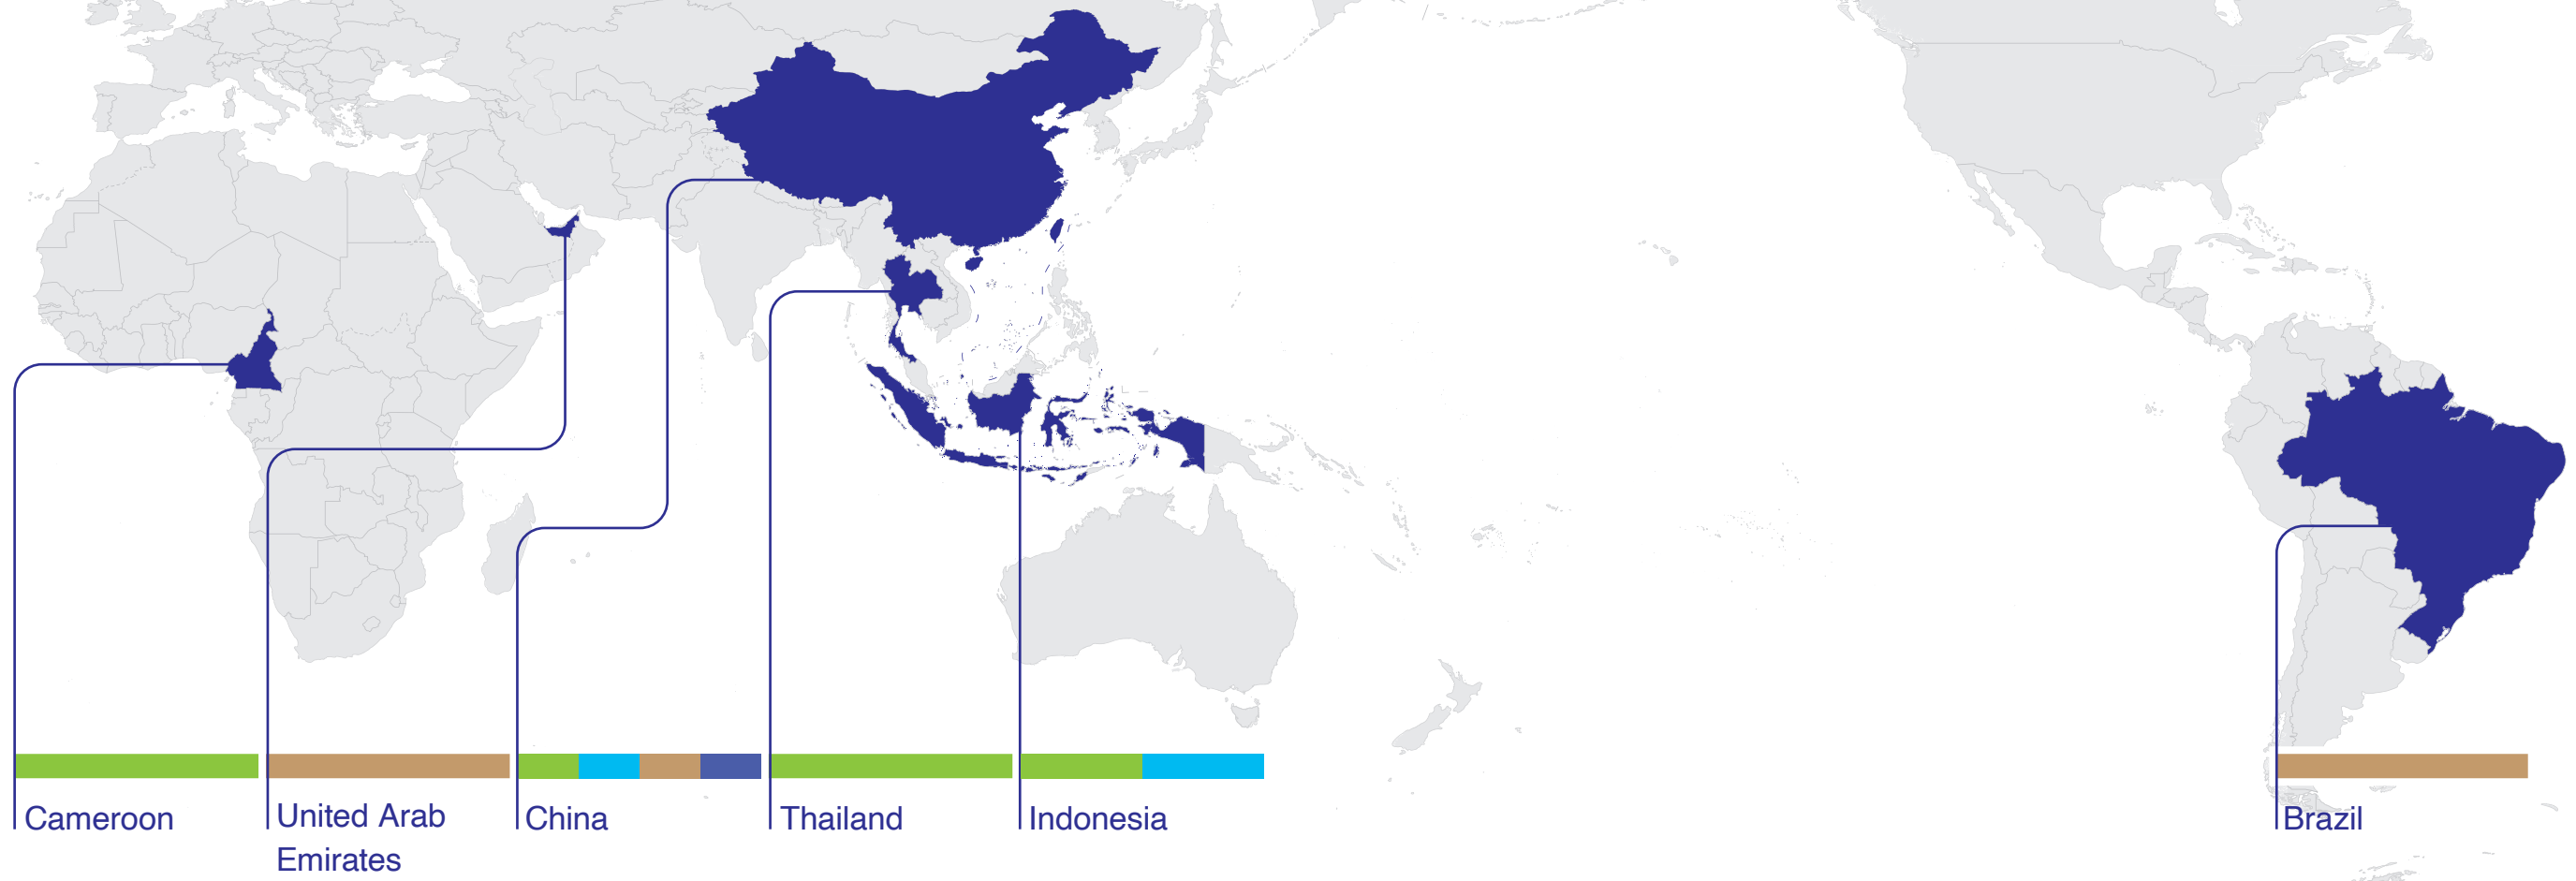 Cameroon
United Arab
Emirates
China
Thailand
Indonesia
Brazil